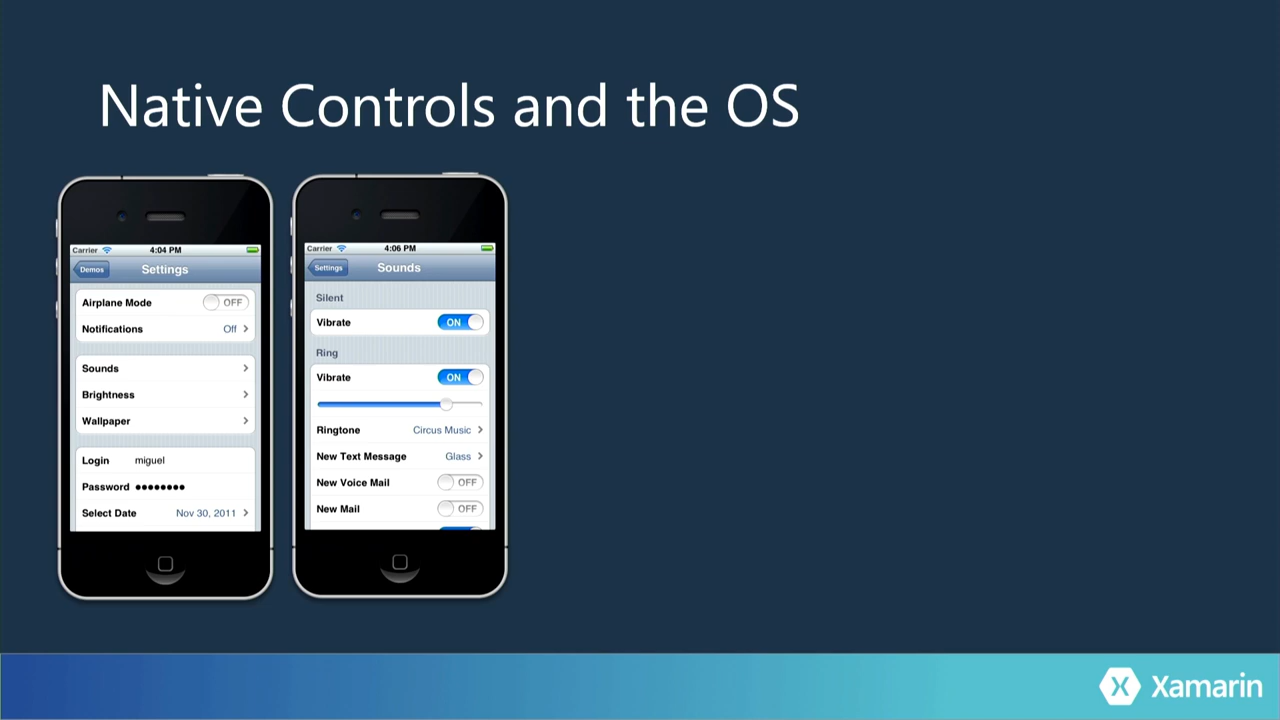 Native Controls and the OS
Carrier 4:04 PM
Demos Settings
Airplane Mode OFF
Notifications Off
Sounds
Brightness
Wallpaper
Login miguel
Password ●●●●●●●●
Select Date Nov 30, 2011
Carrier 4:06 PM
Settings Sounds
Silent
Vibrate ON
Ring
Vibrate ON
Ringtone Circus Music
New Text Message Glass
New Voice Mail OFF
New Mail OFF
Xamarin